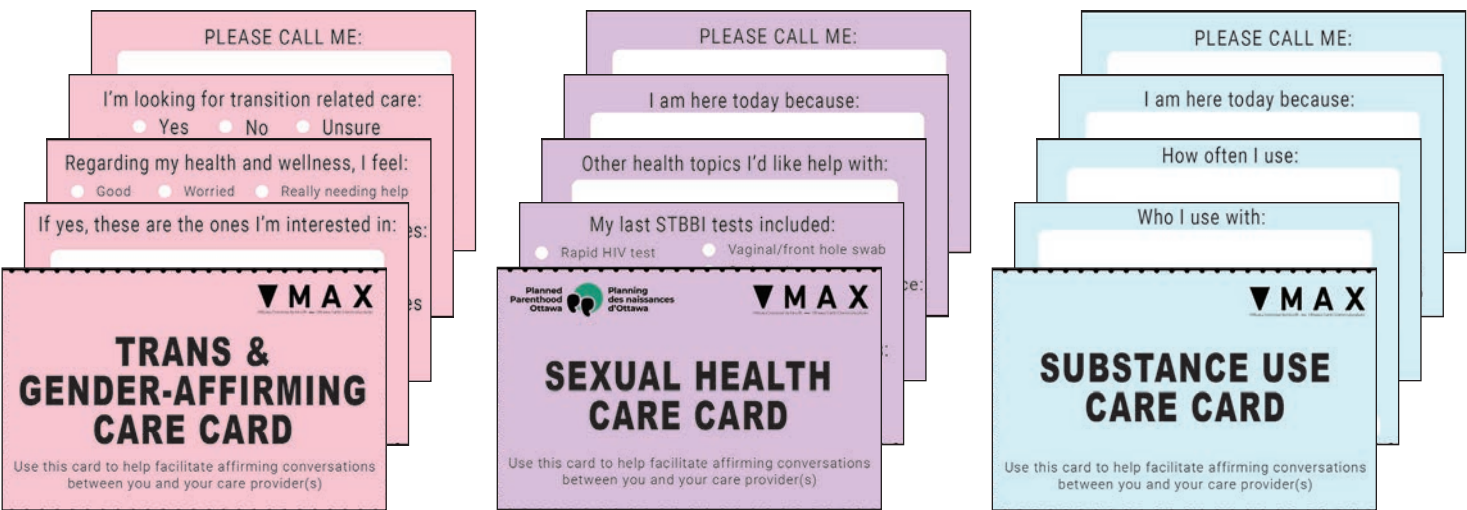 PLEASE CALL ME:
I'm looking for transition related care:
Yes No Unsure
Regarding my health and wellness, I feel:
Good Worried Really needing help
es:
If yes, these are the ones I'm interested in:
es
MAX
TRANS &
GENDER-AFFIRMING
CARE CARD
Use this card to help facilitate affirming conversations
between you and your care provider(s)
PLEASE CALL ME:
I am here today because:
Other health topics I'd like help with:
My last STBBI tests included:
Rapid HIV test Vaginal/front hole swab
ce:
Planned
Parenthood
Ottawa
Planning
des naissances
d'Ottawa
MAX
SEXUAL HEALTH
CARE CARD
Use this card to help facilitate affirming conversations
between you and your care provider(s)
PLEASE CALL ME:
I am here today because:
How often I use:
Who I use with:
MAX
SUBSTANCE USE
CARE CARD
Use this card to help facilitate affirming conversations
between you and your care provider(s)